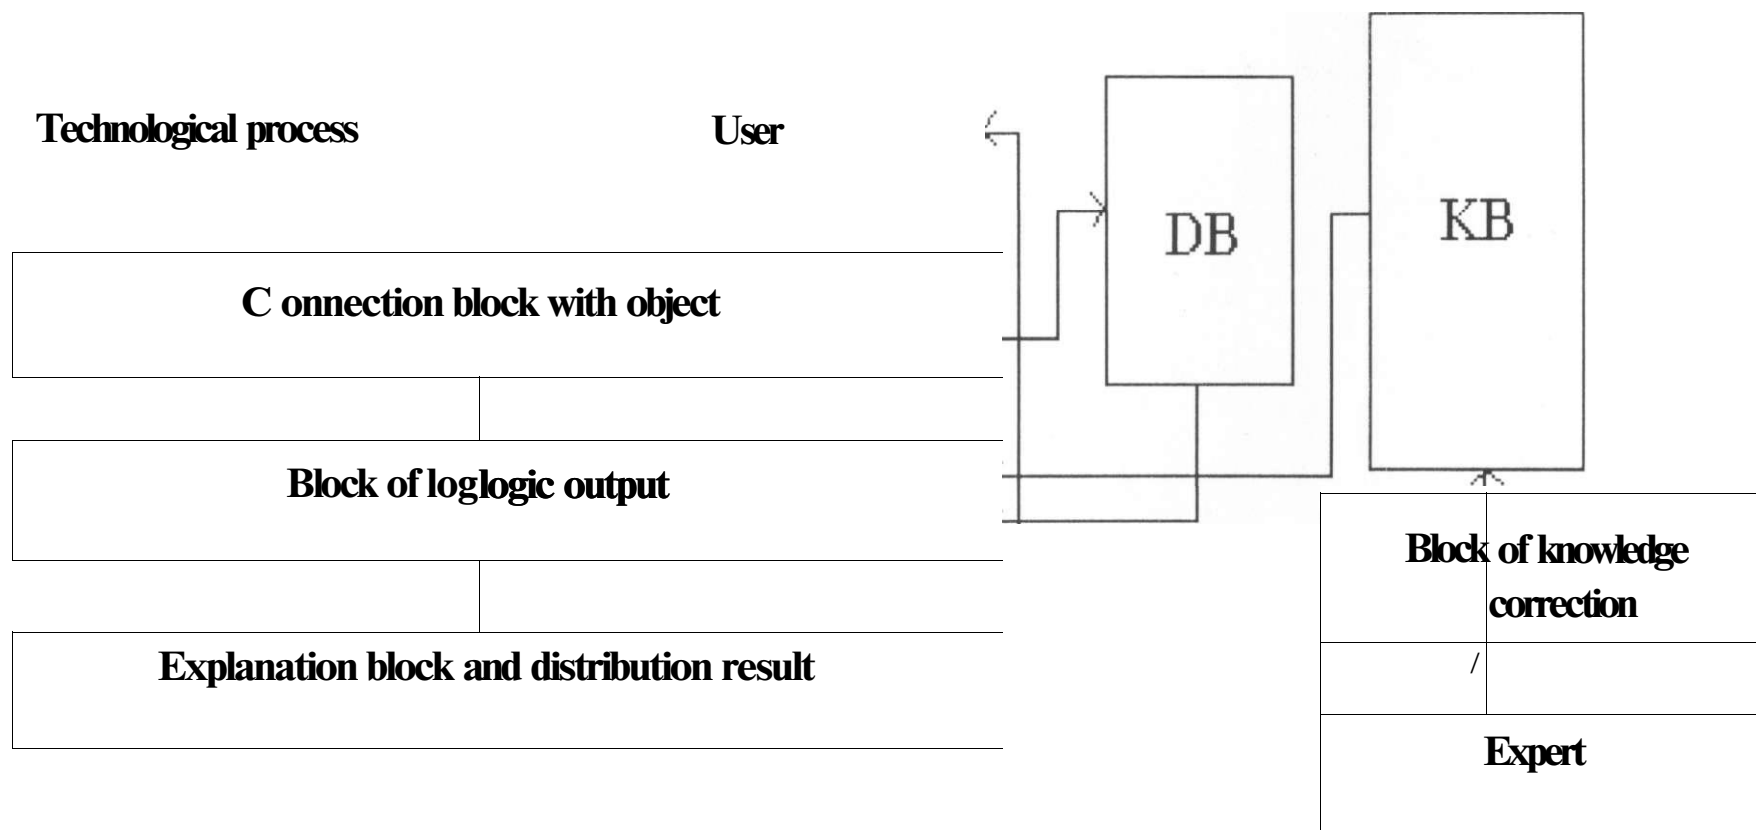 Technological process
User
DB
KB
C onnection block with object
Block of loglogic output
Block of knowledge
correction
/
Explanation block and distribution result
Expert